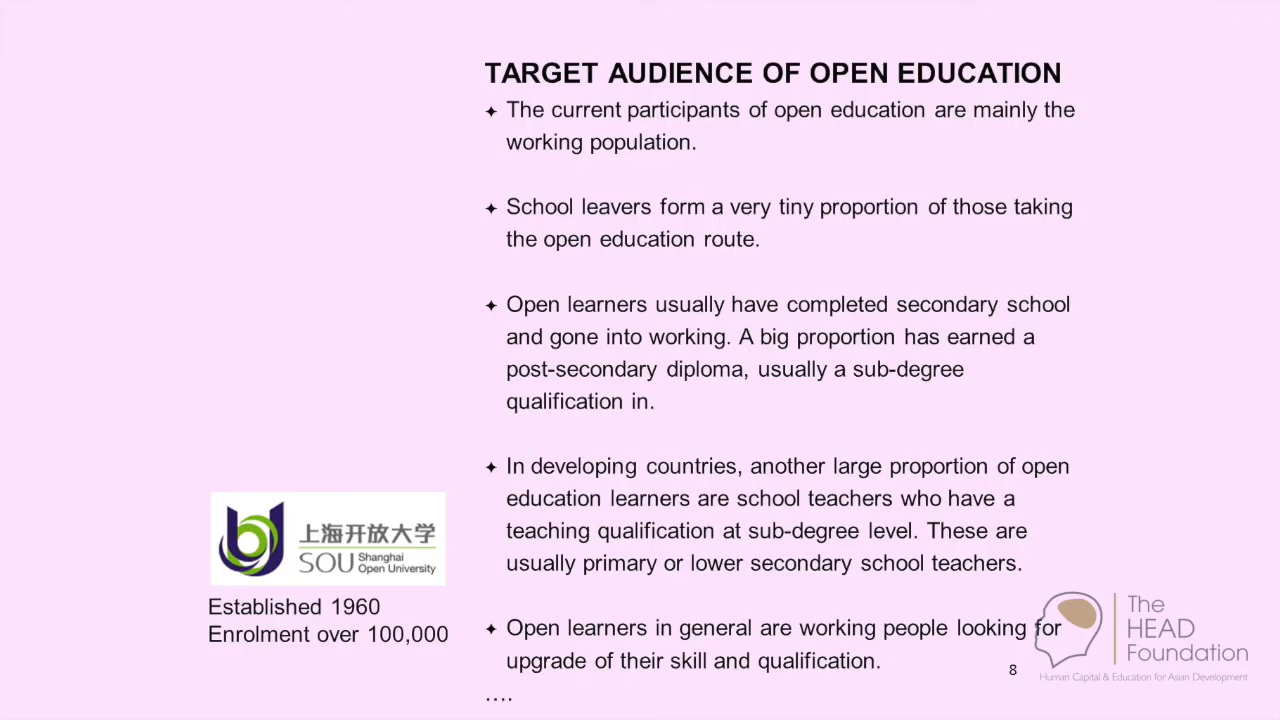 TARGET AUDIENCE OF OPEN EDUCATION
✦ The current participants of open education are mainly the
working population.
✦ School leavers form a very tiny proportion of those taking
the open education route.
✦ Open learners usually have completed secondary school
and gone into working. A big proportion has earned a
post-secondary diploma, usually a sub-degree
qualification in.
✦ In developing countries, another large proportion of open
education learners are school teachers who have a
teaching qualification at sub-degree level. These are
usually primary or lower secondary school teachers.
✦ Open learners in general are working people looking for
upgrade of their skill and qualification.
....
上海开放大学
SOU Shanghai
Open University
Established 1960
Enrolment over 100,000
8
The
HEAD
Foundation
Human Capital & Education for Asian Development